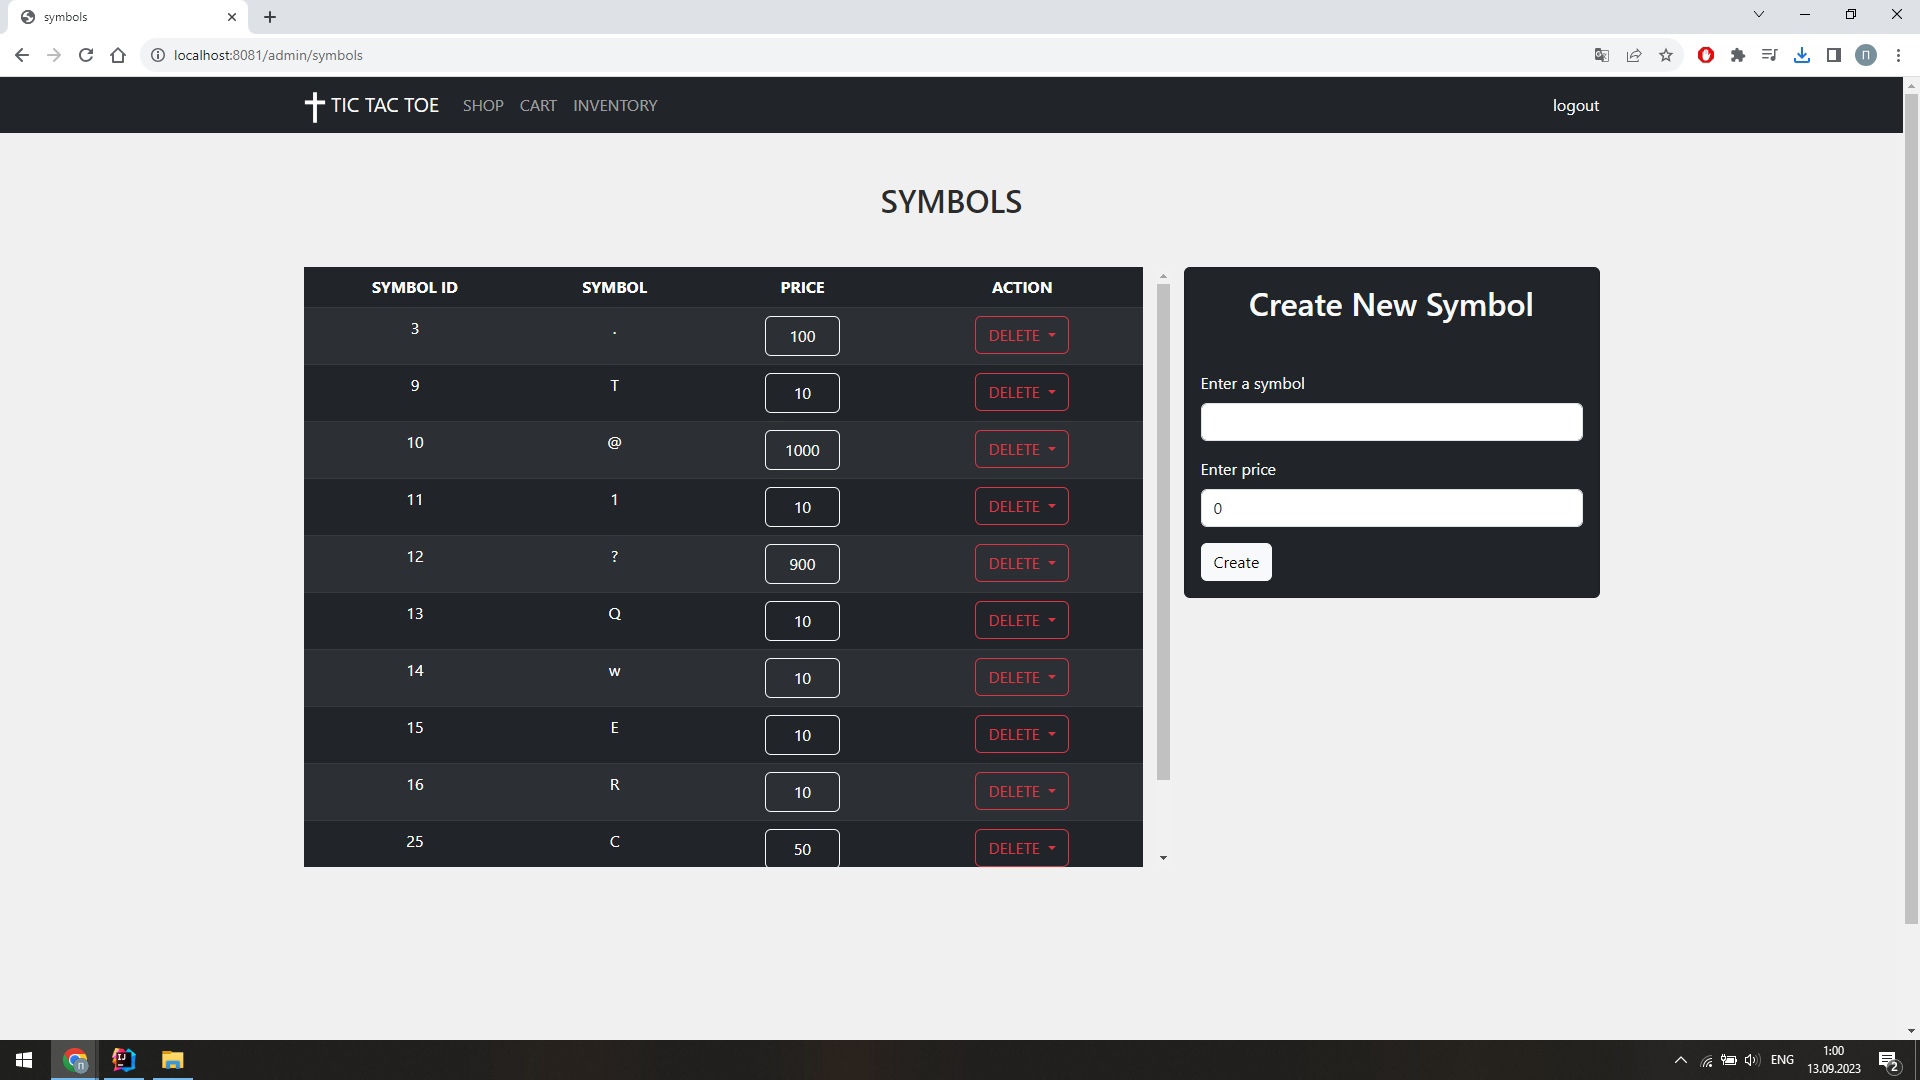 symbols
localhost:8081/admin/symbols
П
TIC TAC TOE SHOP CART INVENTORY logout
SYMBOLS
SYMBOL ID SYMBOL PRICE ACTION
3 . 100 DELETE
9 T 10 DELETE
10 @ 1000 DELETE
11 1 10 DELETE
12 ? 900 DELETE
13 Q 10 DELETE
14 w 10 DELETE
15 E 10 DELETE
16 R 10 DELETE
25 C 50 DELETE
Create New Symbol
Enter a symbol
Enter price
0
Create
П
IJ
ENG
1:00
13.09.2023
2